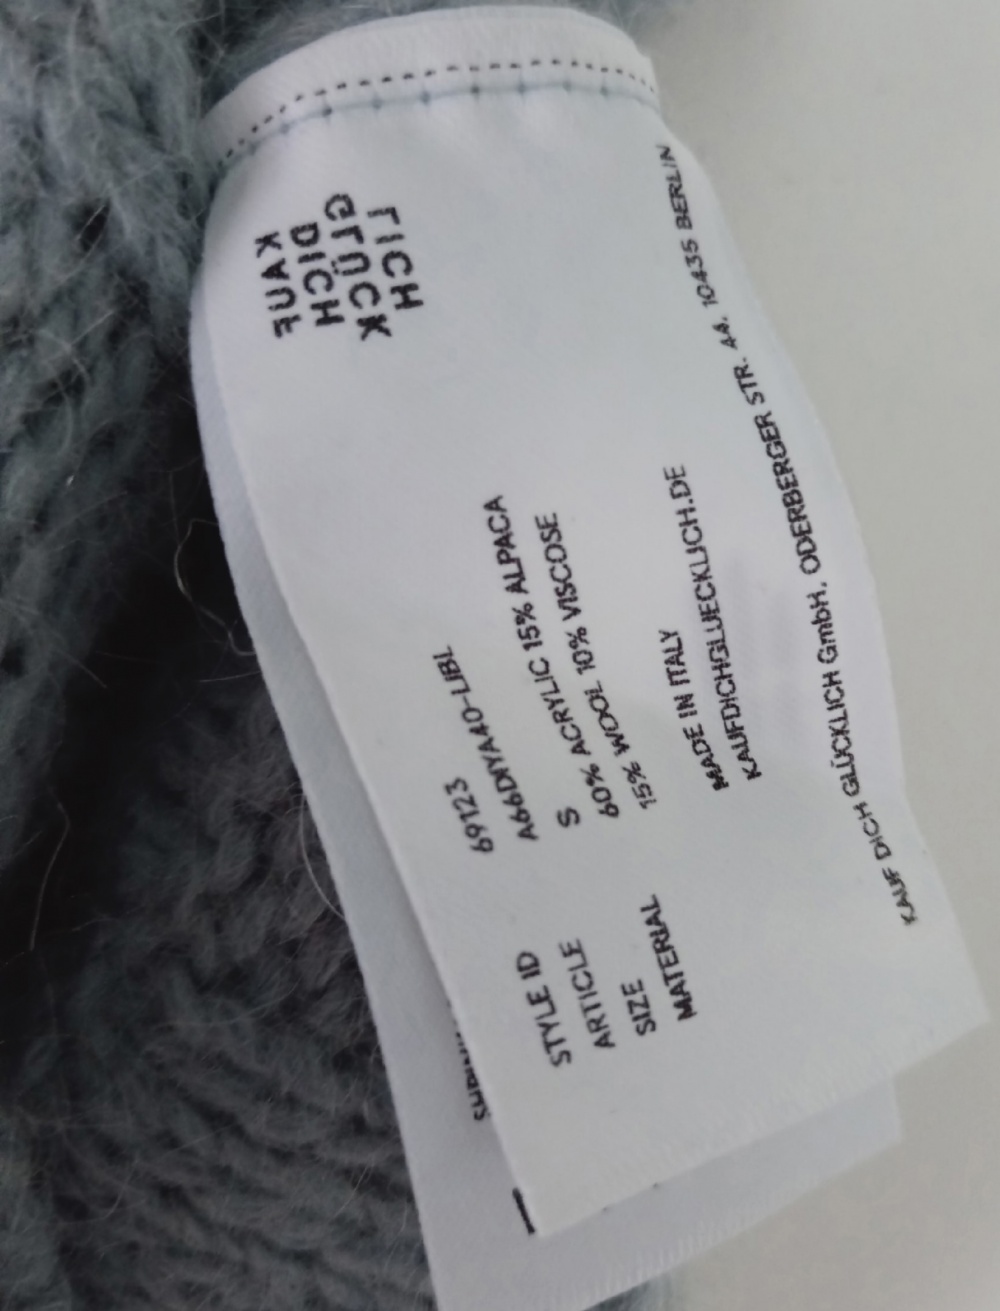 KAUF
DICH
GLÜCK
LICH
STYLE ID 69123
ARTICLE A66DIYA40-LIBL
SIZE S
MATERIAL 60% ACRYLIC 15% ALPACA
15% WOOL 10% VISCOSE
MADE IN ITALY
KAUFDICHGLUECKLICH.DE
KAUF DICH GLÜCKLICH GmbH. ODERBERGER STR. 44. 10435 BERLIN